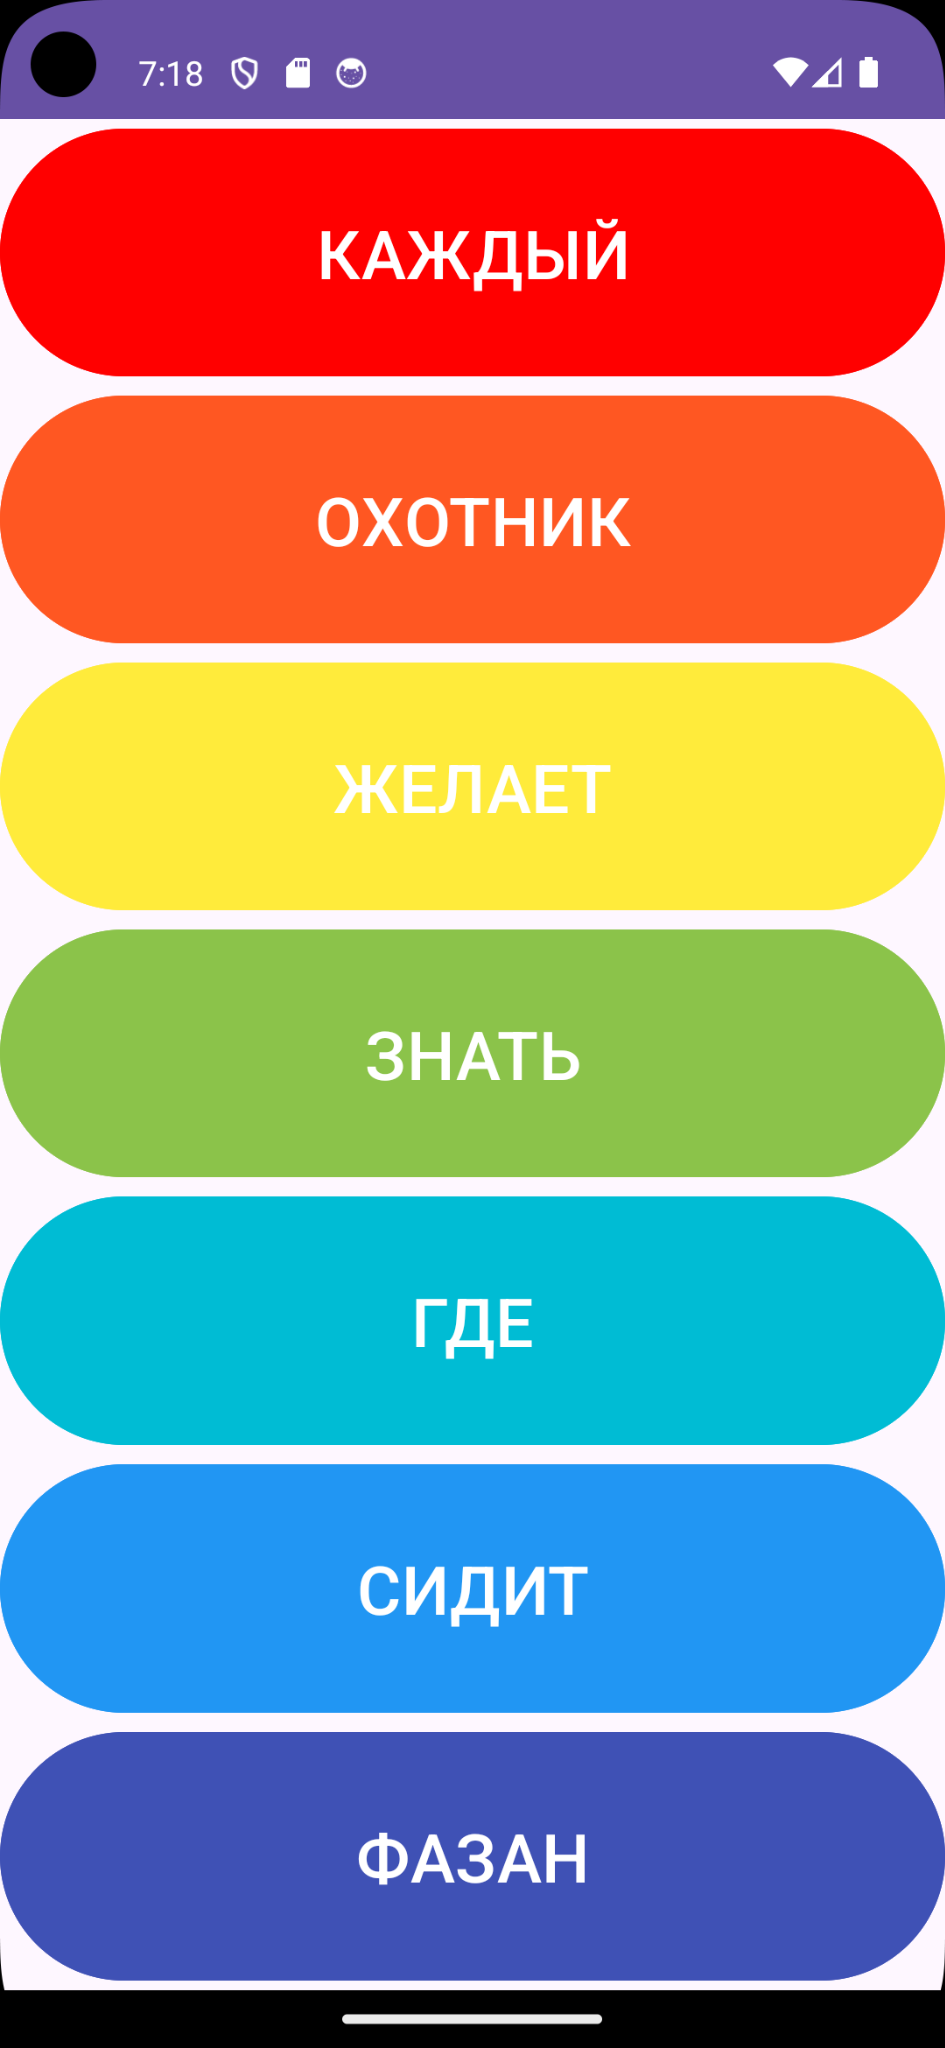 7:18
КАЖДЫЙ
ОХОТНИК
ЖЕЛАЕТ
ЗНАТЬ
ГДЕ
СИДИТ
ФАЗАН